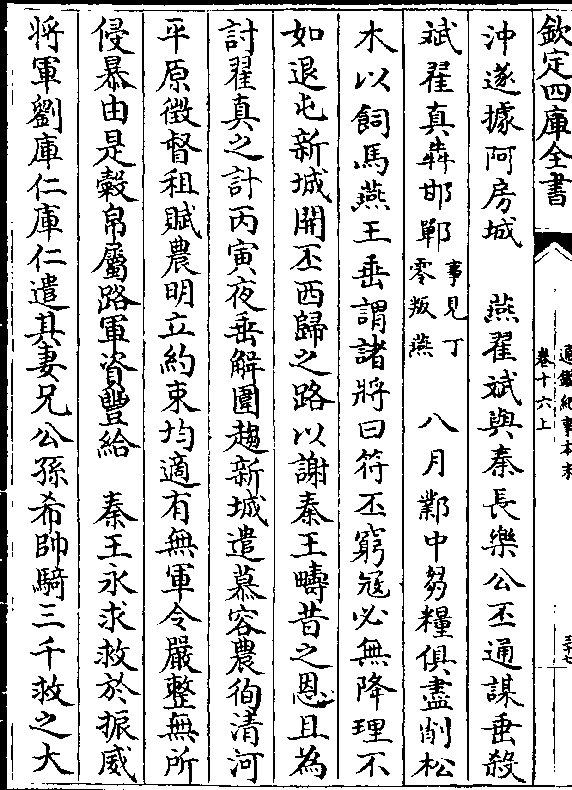 欽定四庫全書
通鑑紀事本末
卷十六上
沖遂據阿房城　燕翟斌與秦長樂公丕通謀垂殺
斌翟真犇邯鄲事見丁零叛燕　八月鄴中芻糧俱盡削松
木以飼馬燕王垂謂諸將曰苻丕窮寇必無降理不
如退屯新城開丕西歸之路以謝秦王疇昔之恩且為
討翟真之計丙寅夜垂解圍趨新城遣慕容農徇清河
平原徵督租賦農明立約束均適有無軍令嚴整無所
侵暴由是穀帛屬路軍資豐給　秦王永求救於振威
將軍劉庫仁庫仁遣其妻兄公孫希帥騎三千救之大